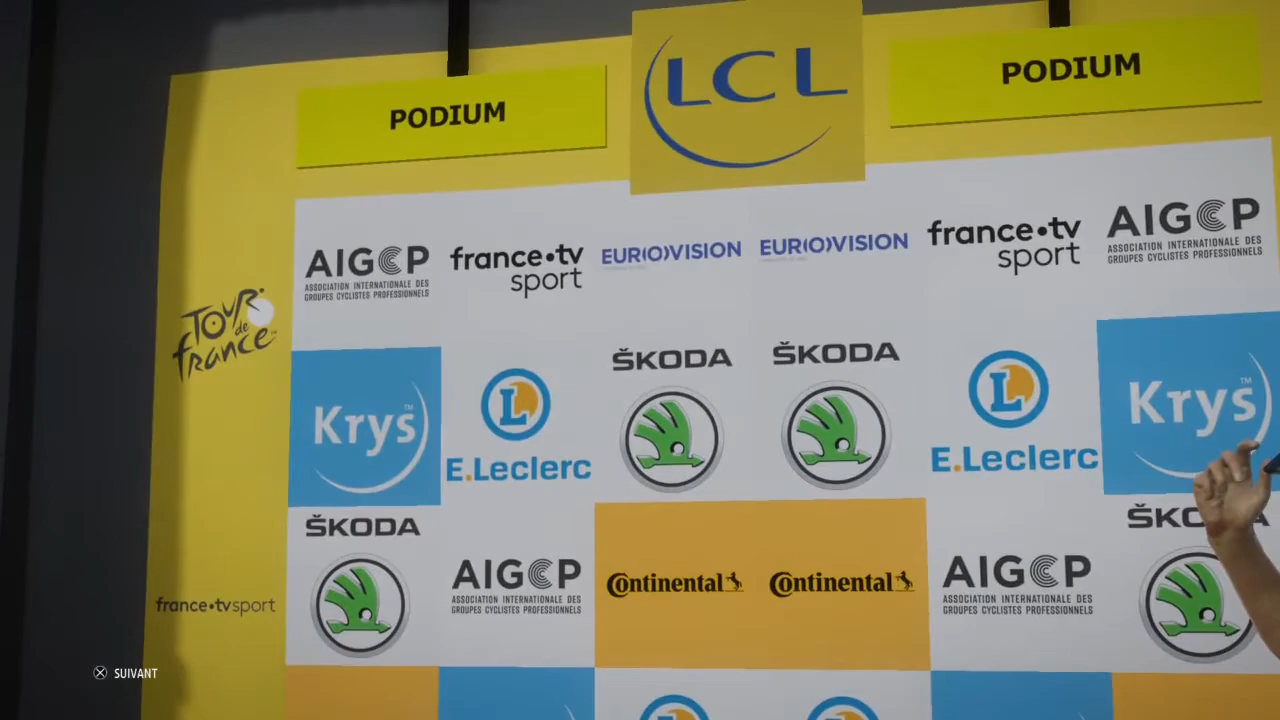 LCL
PODIUM
PODIUM
AIGCP
ASSOCIATION INTERNATIONALE DES
GROUPES CYCLISTES PROFESSIONNELS
france•tv
sport
EUROVISION
EUROVISION
france•tv
sport
AIGCP
ASSOCIATION INTERNATIONALE DES
GROUPES CYCLISTES PROFESSIONNELS
TOUR
de
france
Krys™
E.Leclerc
ŠKODA
ŠKODA
E.Leclerc
Krys™
ŠKODA
AIGCP
ASSOCIATION INTERNATIONALE DES
GROUPES CYCLISTES PROFESSIONNELS
Continental
Continental
AIGCP
ASSOCIATION INTERNATIONALE DES
GROUPES CYCLISTES PROFESSIONNELS
france•tvsport
SUIVANT